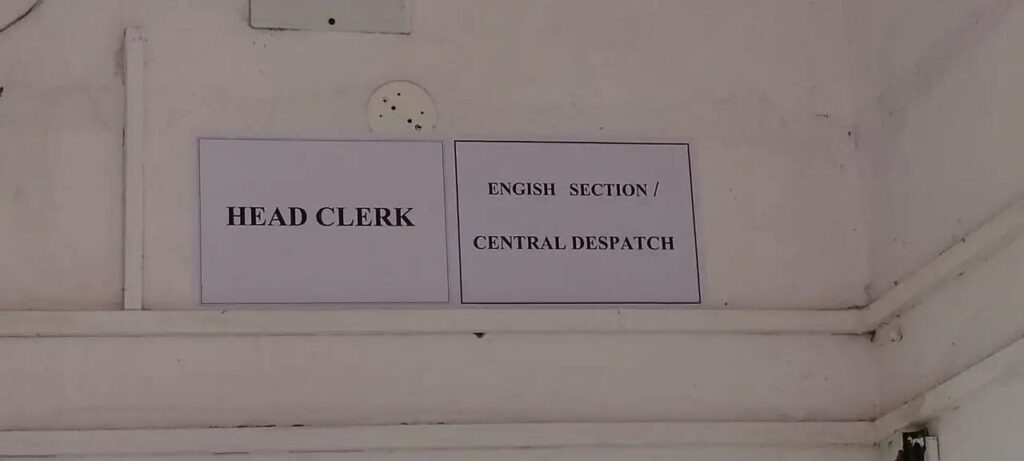 HEAD CLERK
ENGISH SECTION /
CENTRAL DESPATCH